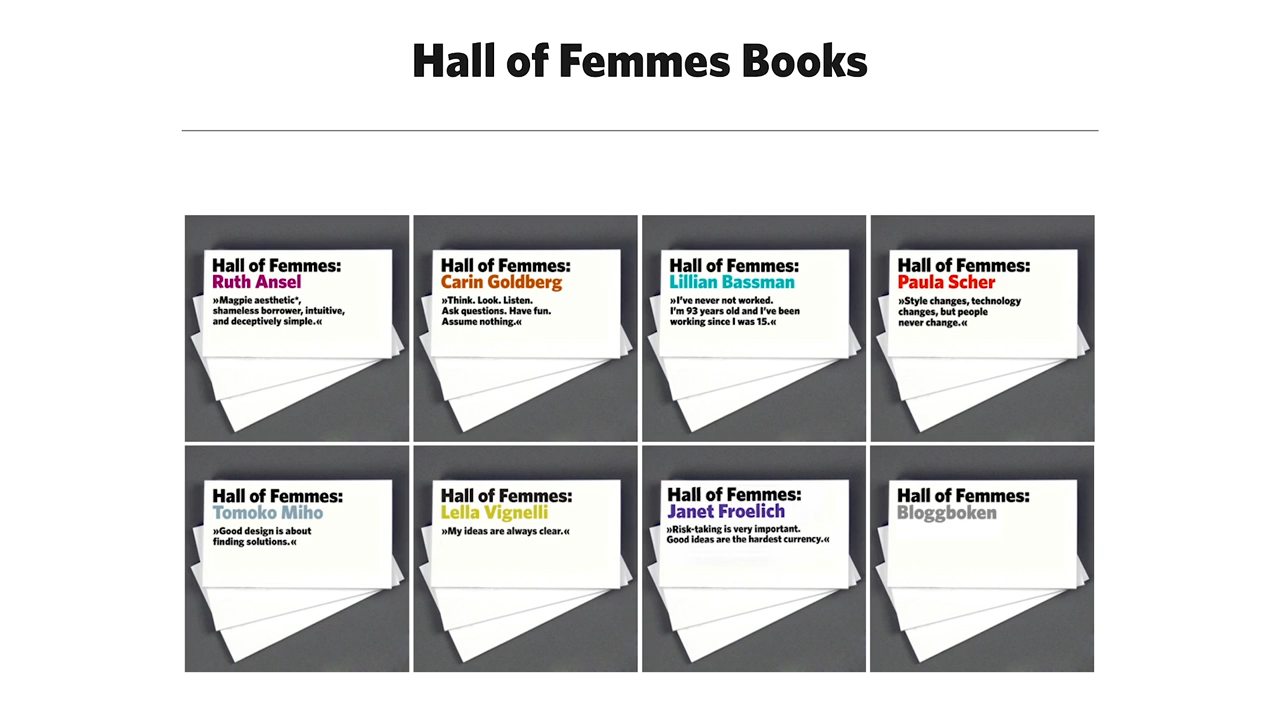 Hall of Femmes Books
Hall of Femmes:
Ruth Ansel
»Magpie aesthetic*,
shameless borrower, intuitive,
and deceptively simple.«
Hall of Femmes:
Carin Goldberg
»Think. Look. Listen.
Ask questions. Have fun.
Assume nothing.«
Hall of Femmes:
Lillian Bassman
»I've never not worked.
I'm 93 years old and I've been
working since I was 15.«
Hall of Femmes:
Paula Scher
»Style changes, technology
changes, but people
never change.«
Hall of Femmes:
Tomoko Miho
»Good design is about
finding solutions.«
Hall of Femmes:
Lella Vignelli
»My ideas are always clear.«
Hall of Femmes:
Janet Froelich
»Risk-taking is very important.
Good ideas are the hardest currency.«
Hall of Femmes:
Bloggboken